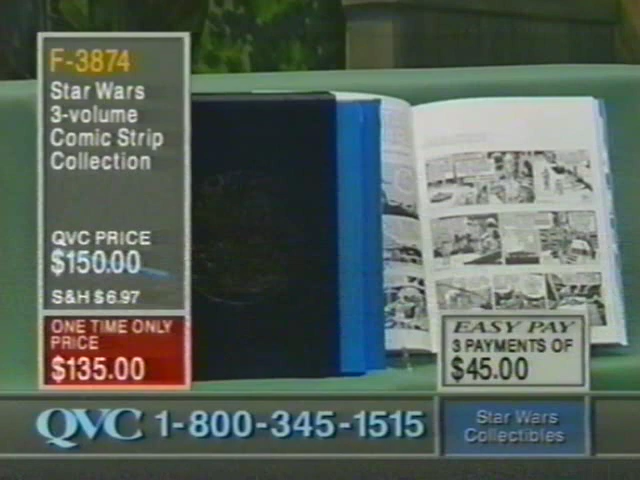 F-3874
Star Wars
3-volume
Comic Strip
Collection
QVC PRICE
$150.00
S&H $6.97
ONE TIME ONLY
PRICE
$135.00
EASY PAY
3 PAYMENTS OF
$45.00
QVC 1-800-345-1515
Star Wars
Collectibles